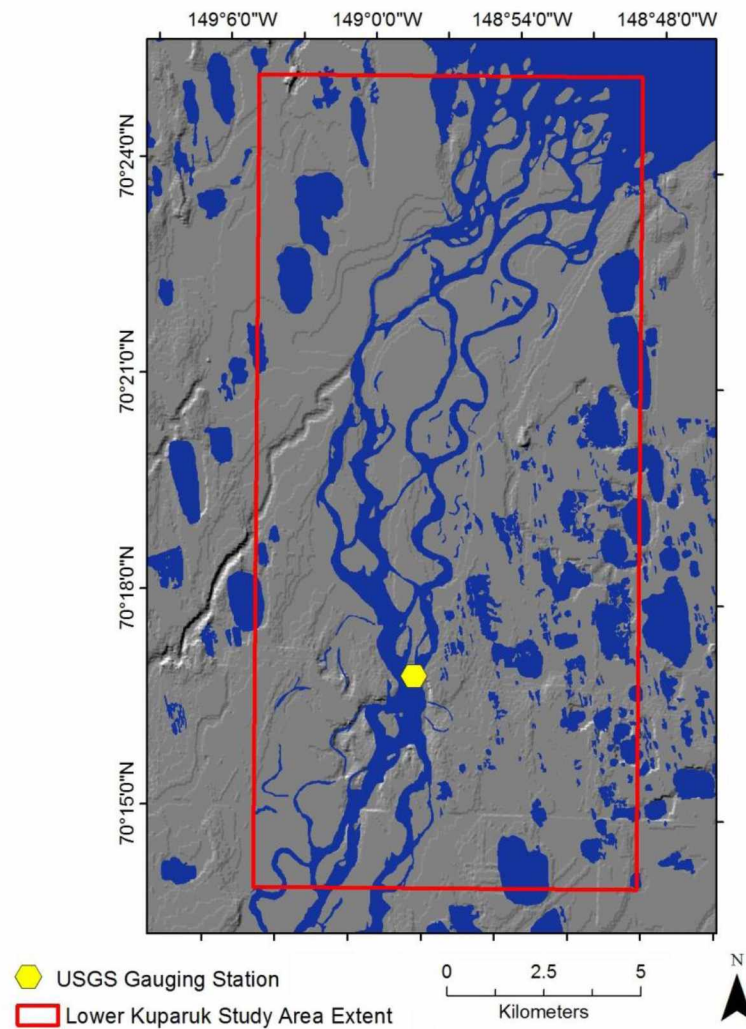 149°6'0"W 149°0'0"W 148°54'0"W 148°48'0"W
70°24'0"N
70°21'0"N
70°18'0"N
70°15'0"N
USGS Gauging Station
Lower Kuparuk Study Area Extent
0 2.5 5
Kilometers
N